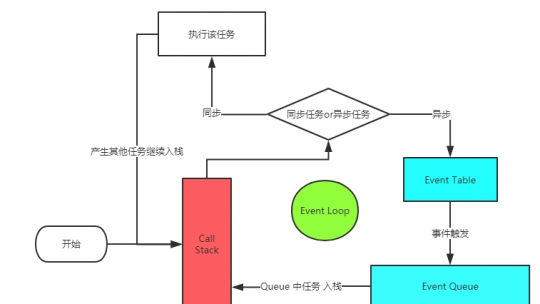 执行该任务
同步
同步任务or异步任务
异步
产生其他任务继续入栈
Event Table
Event Loop
事件触发
开始
Call
Stack
Queue 中任务 入栈
Event Queue